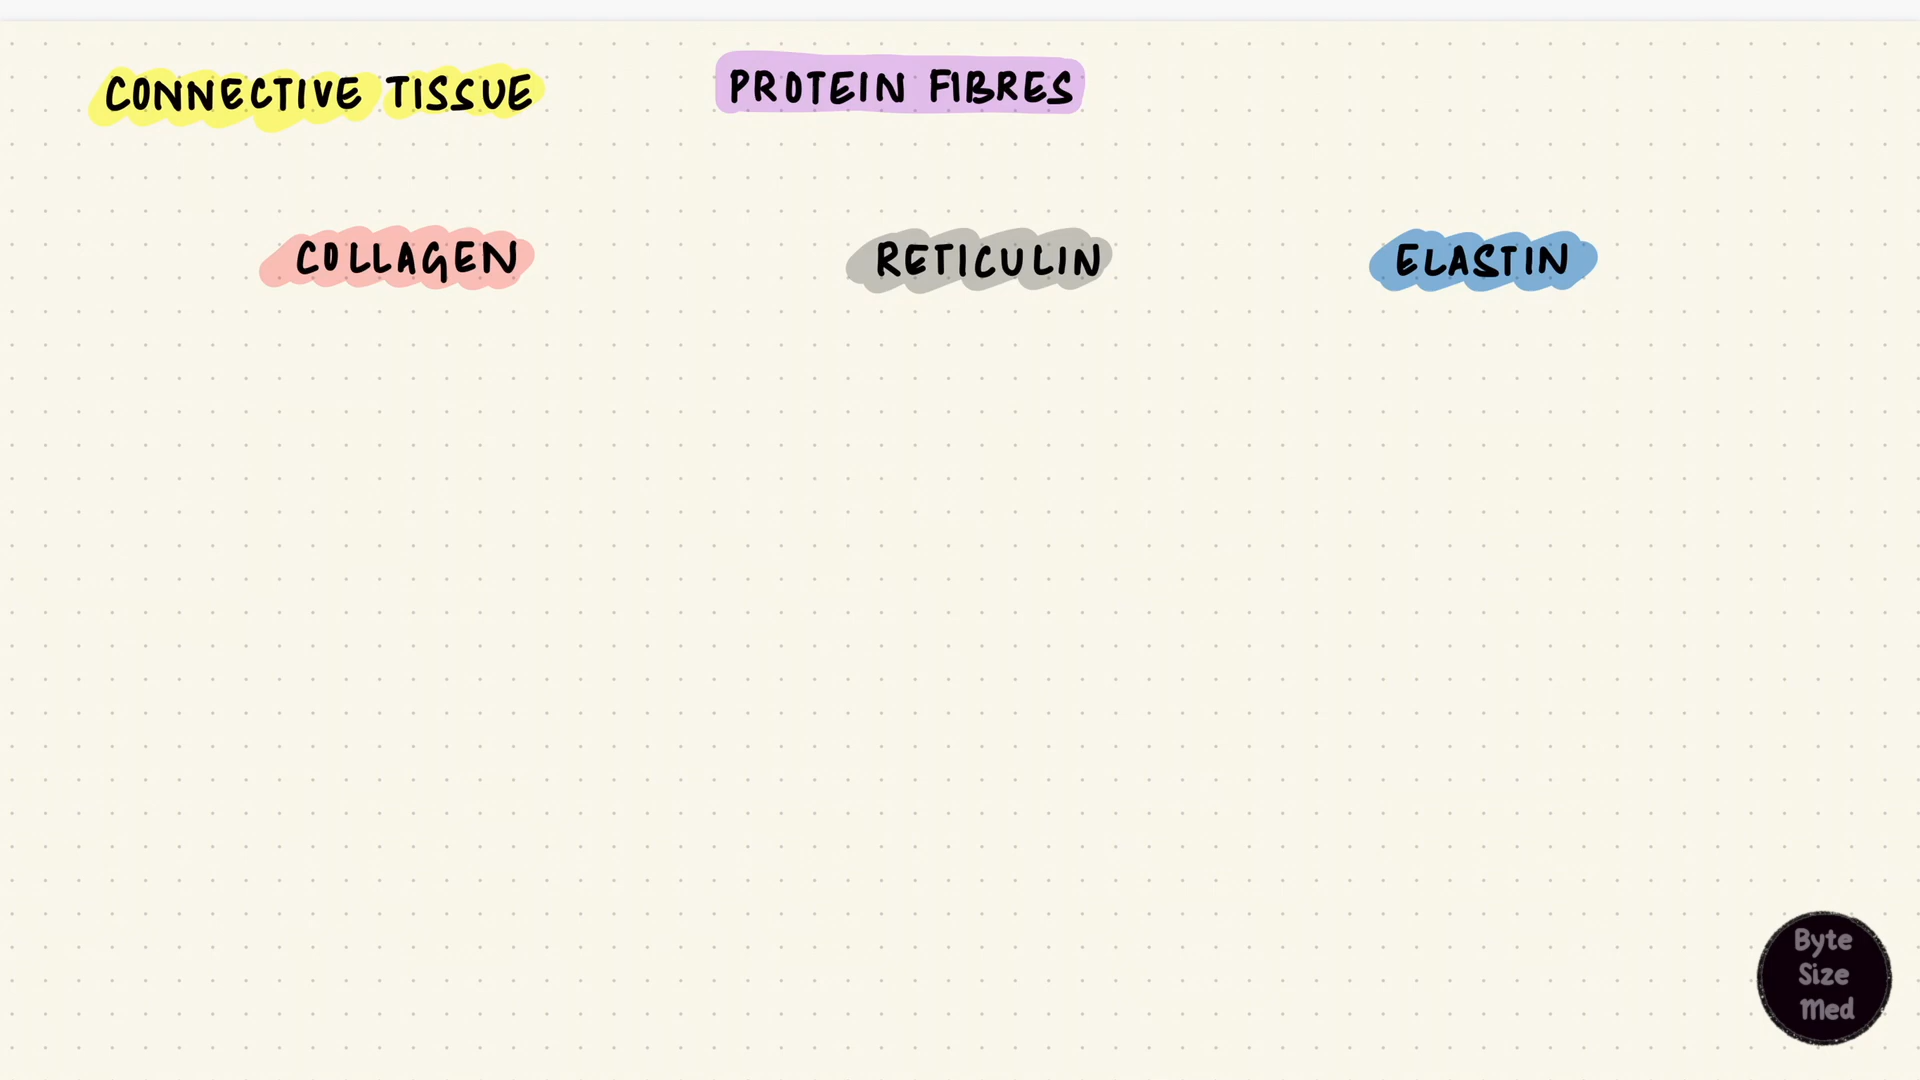 CONNECTIVE TISSUE
PROTEIN FIBRES
COLLAGEN
RETICULIN
ELASTIN
Byte
Size
Med